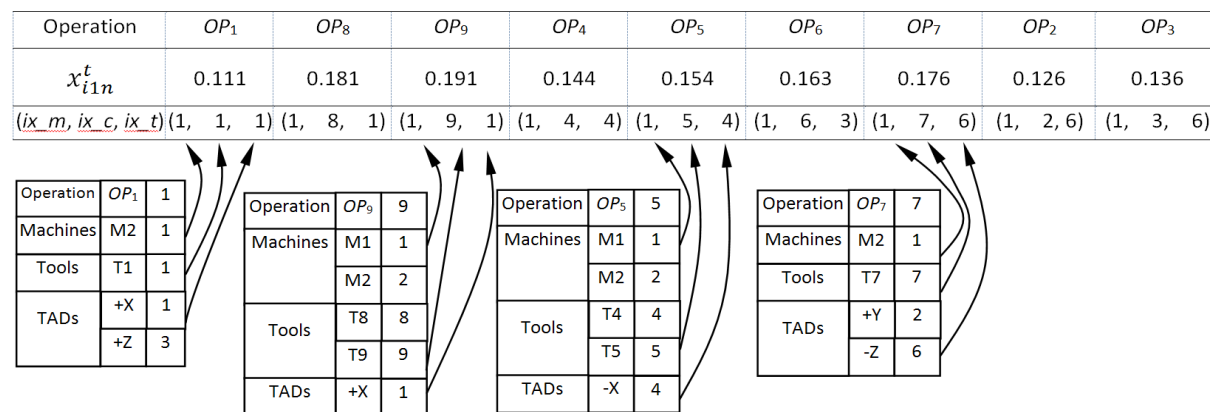 Operation OP₁ OP₈ OP₉ OP₄ OP₅ OP₆ OP₇ OP₂ OP₃
xᵗᵢ₁ₙ 0.111 0.181 0.191 0.144 0.154 0.163 0.176 0.126 0.136
(ix_m, ix_c, ix_t) (1, 1, 1) (1, 8, 1) (1, 9, 1) (1, 4, 4) (1, 5, 4) (1, 6, 3) (1, 7, 6) (1, 2, 6) (1, 3, 6)
Operation OP₁ 1
Machines M2 1
Tools T1 1
TADs +X 1
+Z 3
Operation OP₉ 9
Machines M1 1
M2 2
Tools T8 8
T9 9
TADs +X 1
Operation OP₅ 5
Machines M1 1
M2 2
Tools T4 4
T5 5
TADs -X 4
Operation OP₇ 7
Machines M2 1
Tools T7 7
TADs +Y 2
-Z 6